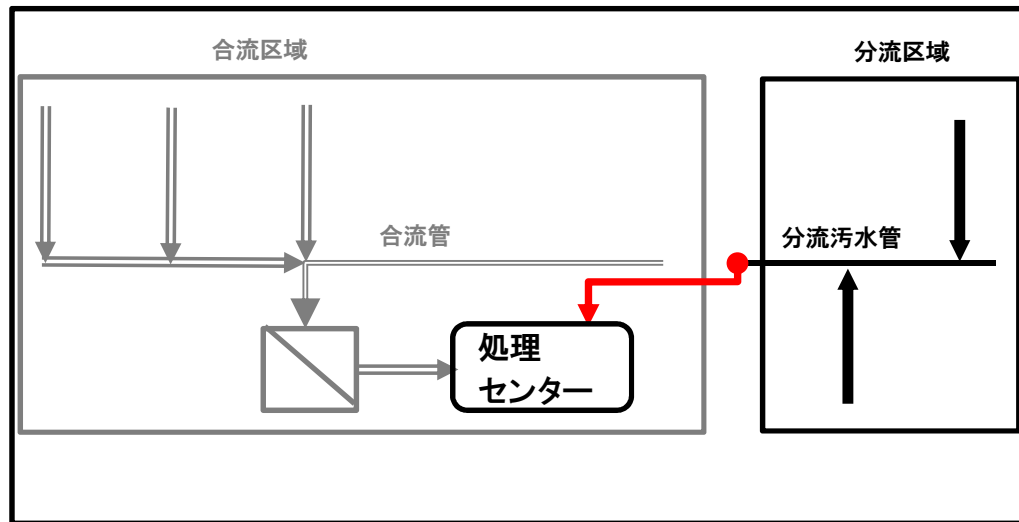 合流区域
分流区域
合流管
分流汚水管
処理
センター